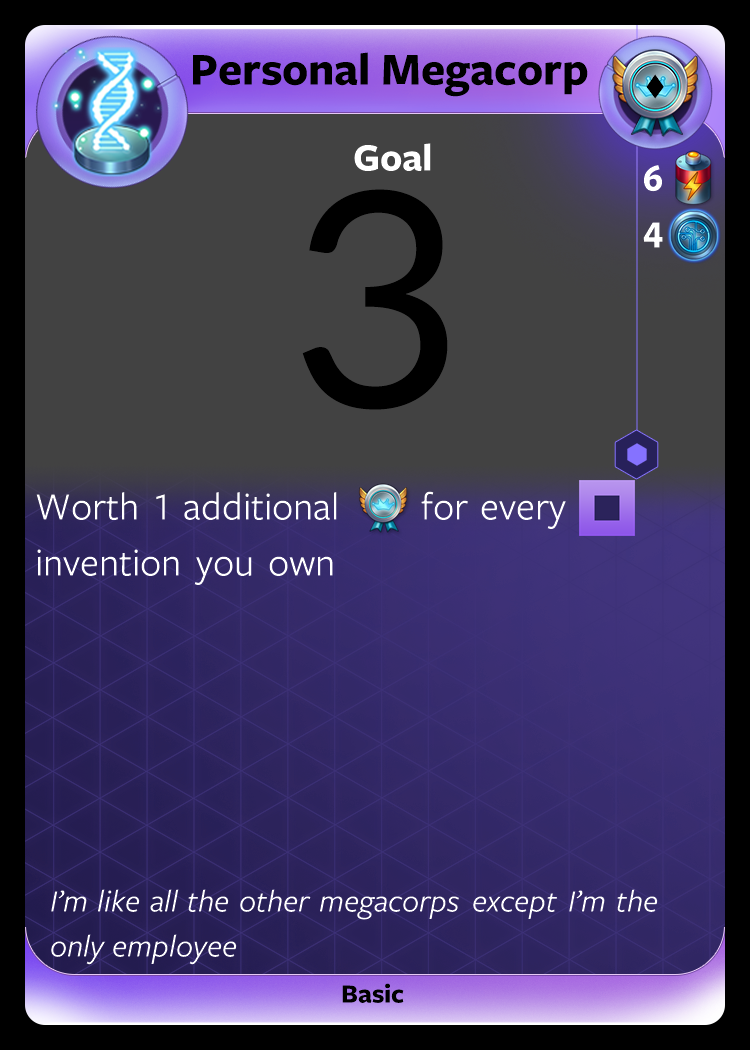 Personal Megacorp
Goal
3
6
4
Worth 1 additional for every
invention you own
I'm like all the other megacorps except I'm the
only employee
Basic